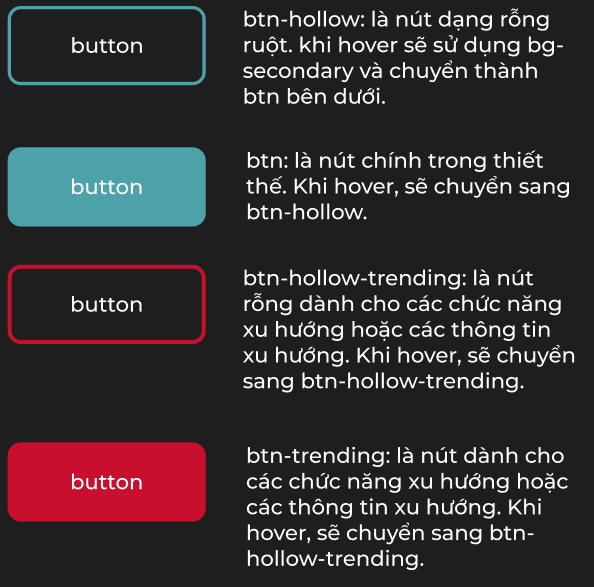 button
btn-hollow: là nút dạng rỗng
ruột. khi hover sẽ sử dụng bg-
secondary và chuyển thành
btn bên dưới.
button
btn: là nút chính trong thiết
thế. Khi hover, sẽ chuyển sang
btn-hollow.
button
btn-hollow-trending: là nút
rỗng dành cho các chức năng
xu hướng hoặc các thông tin
xu hướng. Khi hover, sẽ chuyển
sang btn-hollow-trending.
button
btn-trending: là nút dành cho
các chức năng xu hướng hoặc
các thông tin xu hướng. Khi
hover, sẽ chuyển sang btn-
hollow-trending.